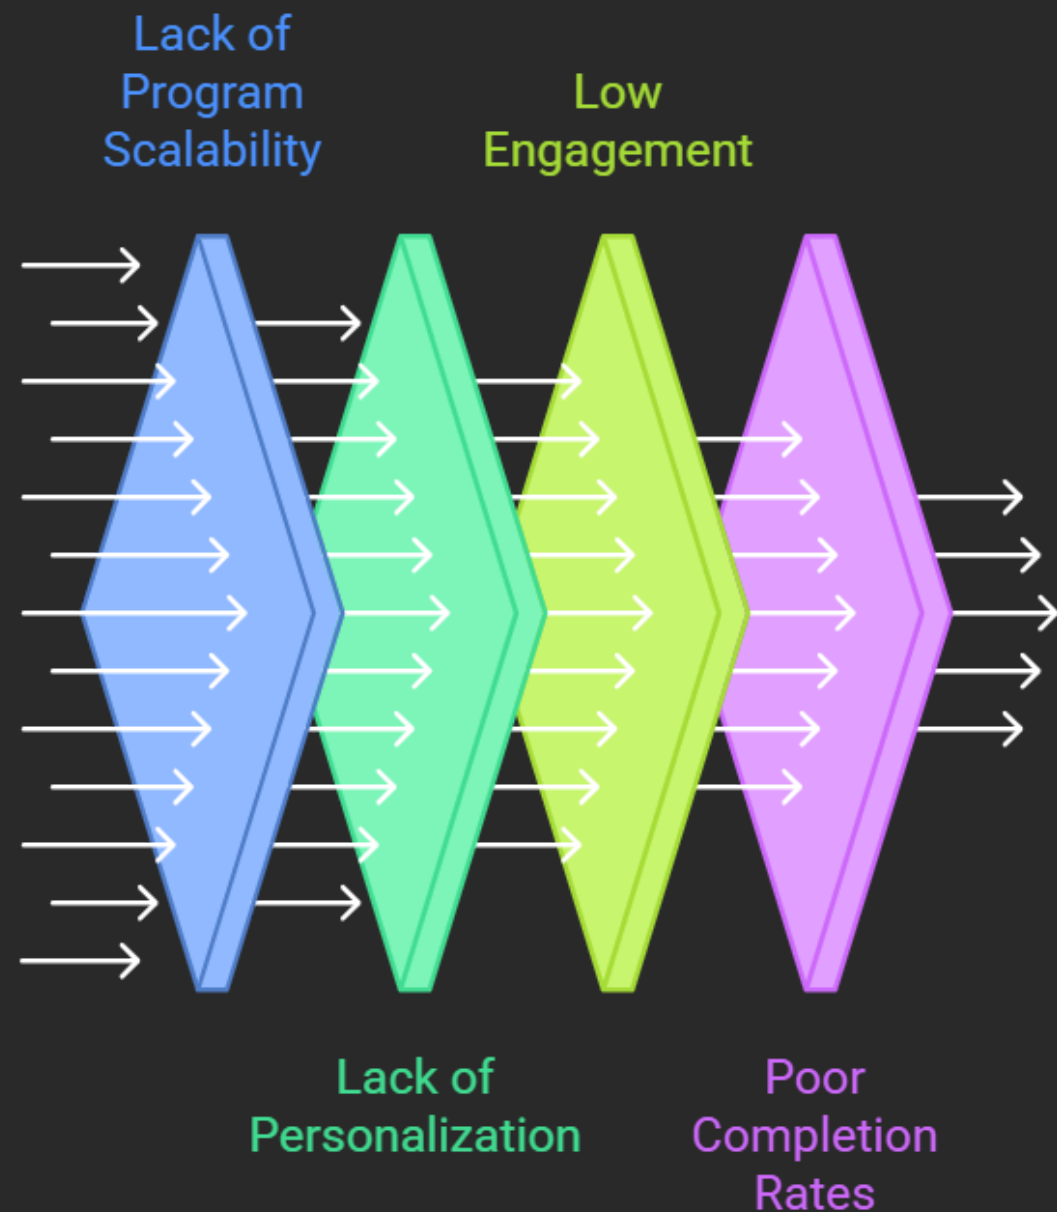 Lack of
Program
Scalability
Low
Engagement
Lack of
Personalization
Poor
Completion
Rates